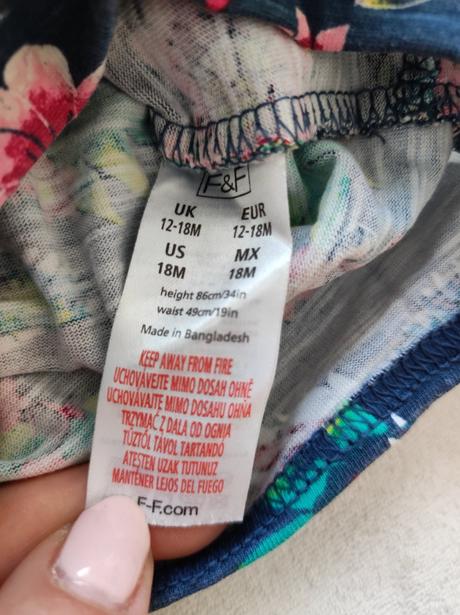 F&F
UK EUR
12-18M 12-18M
US MX
18M 18M
height 86cm/34in
waist 49cm/19in
Made in Bangladesh
KEEP AWAY FROM FIRE
UCHOVÁVEJTE MIMO DOSAH OHNĚ
UCHOVÁVAJTE MIMO DOSAHU OHŇA
TRZYMAĆ Z DALA OD OGNIA
TŰZTŐL TÁVOL TARTANDÓ
ATEŞTEN UZAK TUTUNUZ
MANTENER LEJOS DEL FUEGO
F-F.com